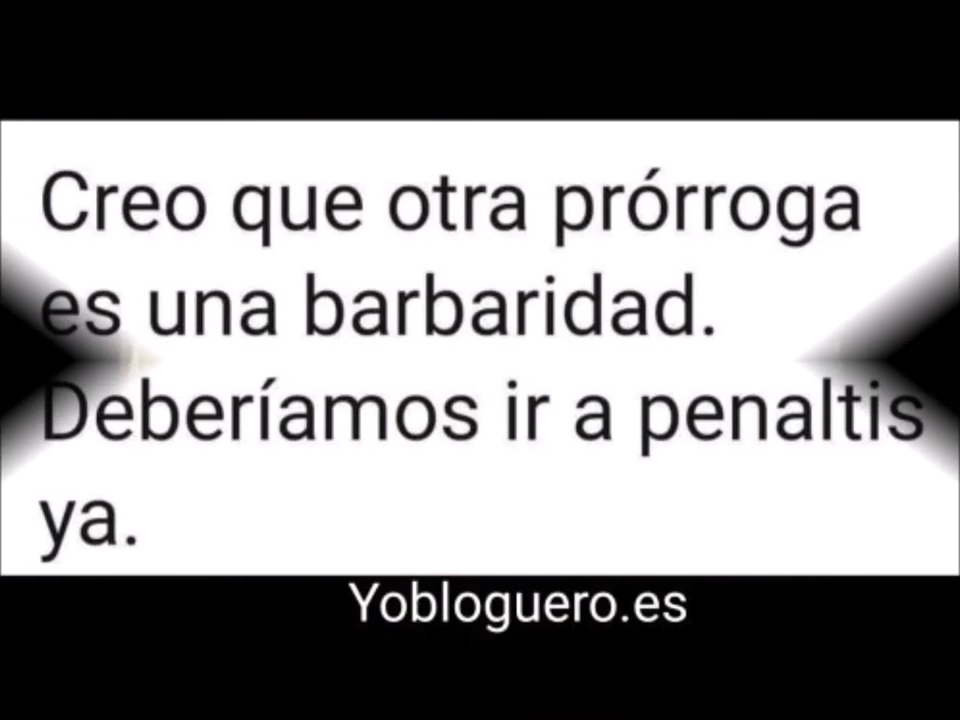 Creo que otra prórroga
es una barbaridad.
Deberíamos ir a penaltis
ya.
Yobloguero.es